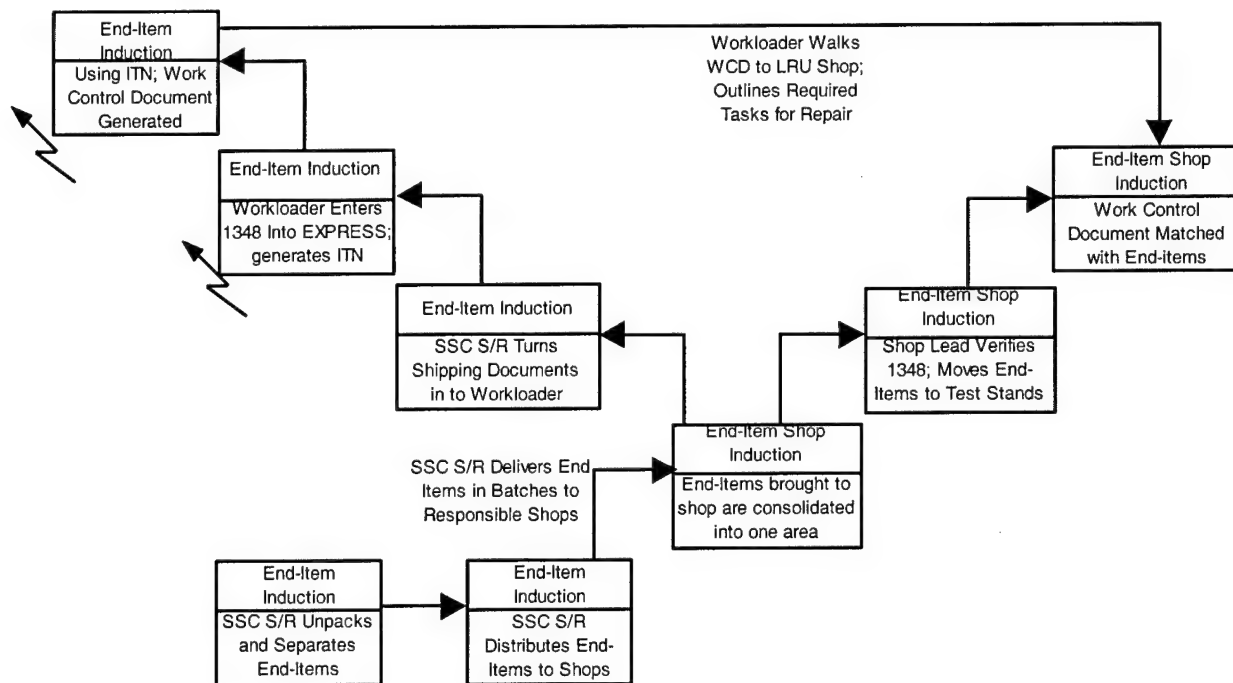 End-Item
Induction
Using ITN; Work
Control Document
Generated
Workloader Walks
WCD to LRU Shop;
Outlines Required
Tasks for Repair
End-Item Induction
Workloader Enters
1348 Into EXPRESS;
generates ITN
End-Item Shop
Induction
Work Control
Document Matched
with End-items
End-Item Induction
SSC S/R Turns
Shipping Documents
in to Workloader
End-Item Shop
Induction
Shop Lead Verifies
1348; Moves End-
Items to Test Stands
SSC S/R Delivers End
Items in Batches to
Responsible Shops
End-Item Shop
Induction
End-Items brought to
shop are consolidated
into one area
End-Item
Induction
SSC S/R Unpacks
and Separates
End-Items
End-Item
Induction
SSC S/R
Distributes End-
Items to Shops